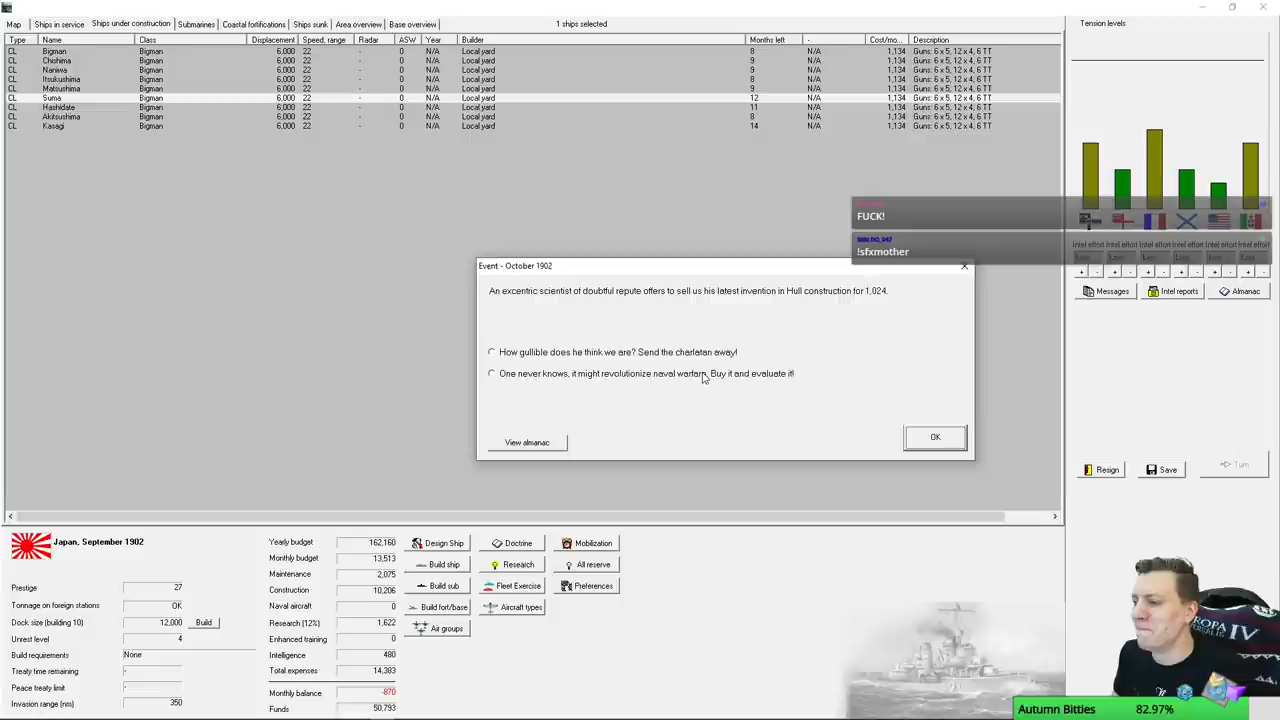 Map Ships in service Ships under construction Submarines Coastal fortifications Ships sunk Area overview Base overview 1 ships selected
Tension levels
Type Name Class Displacement Speed, range Radar ASW Year Builder Months left - Cost/mo... Description
CL Bigman Bigman 6,000 22 - 0 N/A Local yard 8 N/A 1,134 Guns: 6 x 5, 12 x 4, 6 TT
CL Chishima Bigman 6,000 22 - 0 N/A Local yard 9 N/A 1,134 Guns: 6 x 5, 12 x 4, 6 TT
CL Naniwa Bigman 6,000 22 - 0 N/A Local yard 9 N/A 1,134 Guns: 6 x 5, 12 x 4, 6 TT
CL Itsukushima Bigman 6,000 22 - 0 N/A Local yard 8 N/A 1,134 Guns: 6 x 5, 12 x 4, 6 TT
CL Matsushima Bigman 6,000 22 - 0 N/A Local yard 9 N/A 1,134 Guns: 6 x 5, 12 x 4, 6 TT
CL Suma Bigman 6,000 22 - 0 N/A Local yard 12 N/A 1,134 Guns: 6 x 5, 12 x 4, 6 TT
CL Hashidate Bigman 6,000 22 - 0 N/A Local yard 11 N/A 1,134 Guns: 6 x 5, 12 x 4, 6 TT
CL Akitsushima Bigman 6,000 22 - 0 N/A Local yard 8 N/A 1,134 Guns: 6 x 5, 12 x 4, 6 TT
CL Kasagi Bigman 6,000 22 - 0 N/A Local yard 14 N/A 1,134 Guns: 6 x 5, 12 x 4, 6 TT
FUCK!
!sfxmother
Intel effort Intel effort Intel effort Intel effort Intel effort Intel effort
+ - + - + - + - + - + -
Messages Intel reports Almanac
Event - October 1902
An excentric scientist of doubtful repute offers to sell us his latest invention in Hull construction for 1,024.
How gullible does he think we are? Send the charlatan away!
One never knows, it might revolutionize naval warfare. Buy it and evaluate it!
View almanac OK
Resign Save Turn
Japan, September 1902
Prestige 27
Tonnage on foreign stations OK
Dock size (building 10) 12,000 Build
Unrest level 4
Build requirements None
Treaty time remaining -
Peace treaty limit -
Invasion range (nm) 350
Yearly budget 162,160
Monthly budget 13,513
Maintenance 2,075
Construction 10,206
Naval aircraft 0
Research (12%) 1,622
Enhanced training 0
Intelligence 480
Total expenses 14,383
Monthly balance -870
Funds 50,793
Design Ship Doctrine Mobilization
Build ship Research All reserve
Build sub Fleet Exercise Preferences
Build fort/base Aircraft types
Air groups
EUROPA IV
Autumn Bitties 82.97%